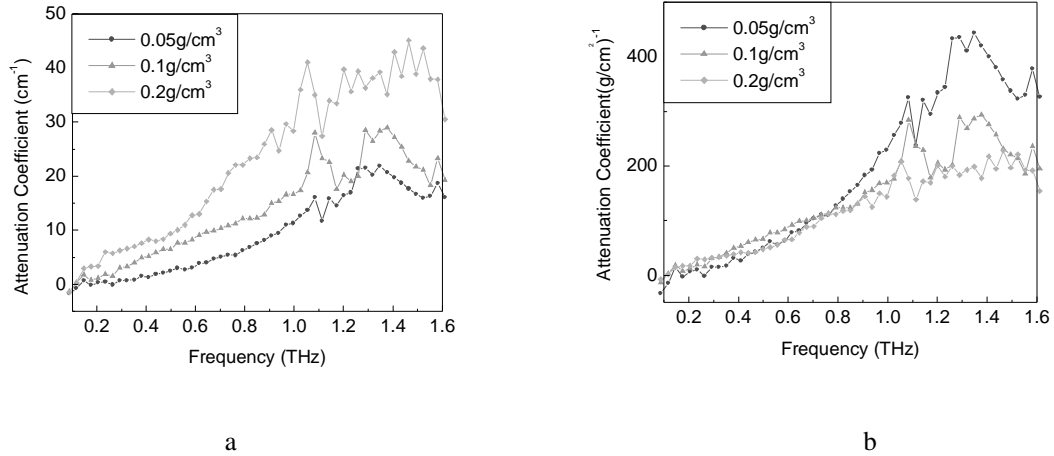 50
40
30
20
10
0
Attenuation Coefficient (cm⁻¹)
0.05g/cm³
0.1g/cm³
0.2g/cm³
0.2 0.4 0.6 0.8 1.0 1.2 1.4 1.6
Frequency (THz)
a
400
200
0
Attenuation Coefficient(g/cm²)⁻¹
0.05g/cm³
0.1g/cm³
0.2g/cm³
0.2 0.4 0.6 0.8 1.0 1.2 1.4 1.6
Frequency (THz)
b